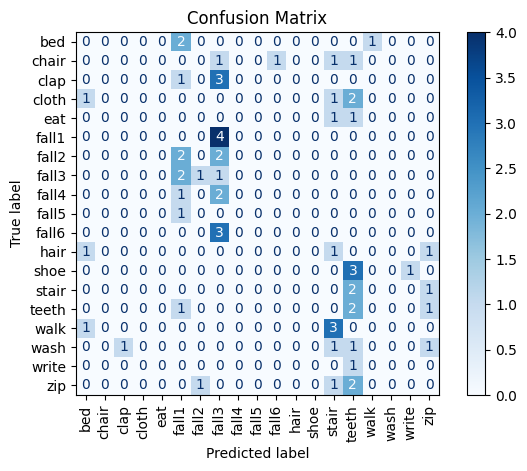 Confusion Matrix
bed 0 0 0 0 0 2 0 0 0 0 0 0 0 0 0 1 0 0 0
chair 0 0 0 0 0 0 0 1 0 0 1 0 0 1 1 0 0 0 0
clap 0 0 0 0 0 1 0 3 0 0 0 0 0 0 0 0 0 0 0
cloth 1 0 0 0 0 0 0 0 0 0 0 0 0 1 2 0 0 0 0
eat 0 0 0 0 0 0 0 0 0 0 0 0 0 1 1 0 0 0 0
fall1 0 0 0 0 0 0 0 4 0 0 0 0 0 0 0 0 0 0 0
fall2 0 0 0 0 0 2 0 2 0 0 0 0 0 0 0 0 0 0 0
fall3 0 0 0 0 0 2 1 1 0 0 0 0 0 0 0 0 0 0 0
fall4 0 0 0 0 0 1 0 2 0 0 0 0 0 0 0 0 0 0 0
fall5 0 0 0 0 0 1 0 0 0 0 0 0 0 0 0 0 0 0 0
fall6 0 0 0 0 0 0 0 3 0 0 0 0 0 0 0 0 0 0 0
hair 1 0 0 0 0 0 0 0 0 0 0 0 0 1 0 0 0 0 1
shoe 0 0 0 0 0 0 0 0 0 0 0 0 0 0 3 0 0 1 0
stair 0 0 0 0 0 0 0 0 0 0 0 0 0 0 2 0 0 0 1
teeth 0 0 0 0 0 1 0 0 0 0 0 0 0 0 2 0 0 0 1
walk 1 0 0 0 0 0 0 0 0 0 0 0 0 3 0 0 0 0 0
wash 0 0 1 0 0 0 0 0 0 0 0 0 0 1 1 0 0 0 1
write 0 0 0 0 0 0 0 0 0 0 0 0 0 0 1 0 0 0 0
zip 0 0 0 0 0 0 1 0 0 0 0 0 0 1 2 0 0 0 0
bed chair clap cloth eat fall1 fall2 fall3 fall4 fall5 fall6 hair shoe stair teeth walk wash write zip
Predicted label
True label
4.0
3.5
3.0
2.5
2.0
1.5
1.0
0.5
0.0